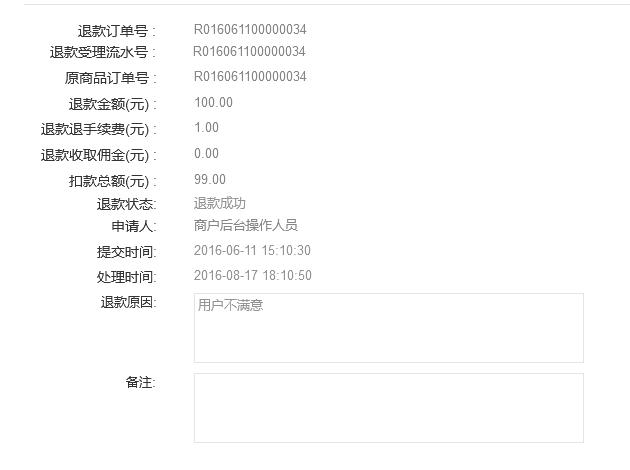 退款订单号： R016061100000034
退款受理流水号： R016061100000034
原商品订单号： R016061100000034
退款金额(元)： 100.00
退款退手续费(元)： 1.00
退款收取佣金(元)： 0.00
扣款总额(元)： 99.00
退款状态: 退款成功
申请人: 商户后台操作人员
提交时间: 2016-06-11 15:10:30
处理时间: 2016-08-17 18:10:50
退款原因: 用户不满意
备注: